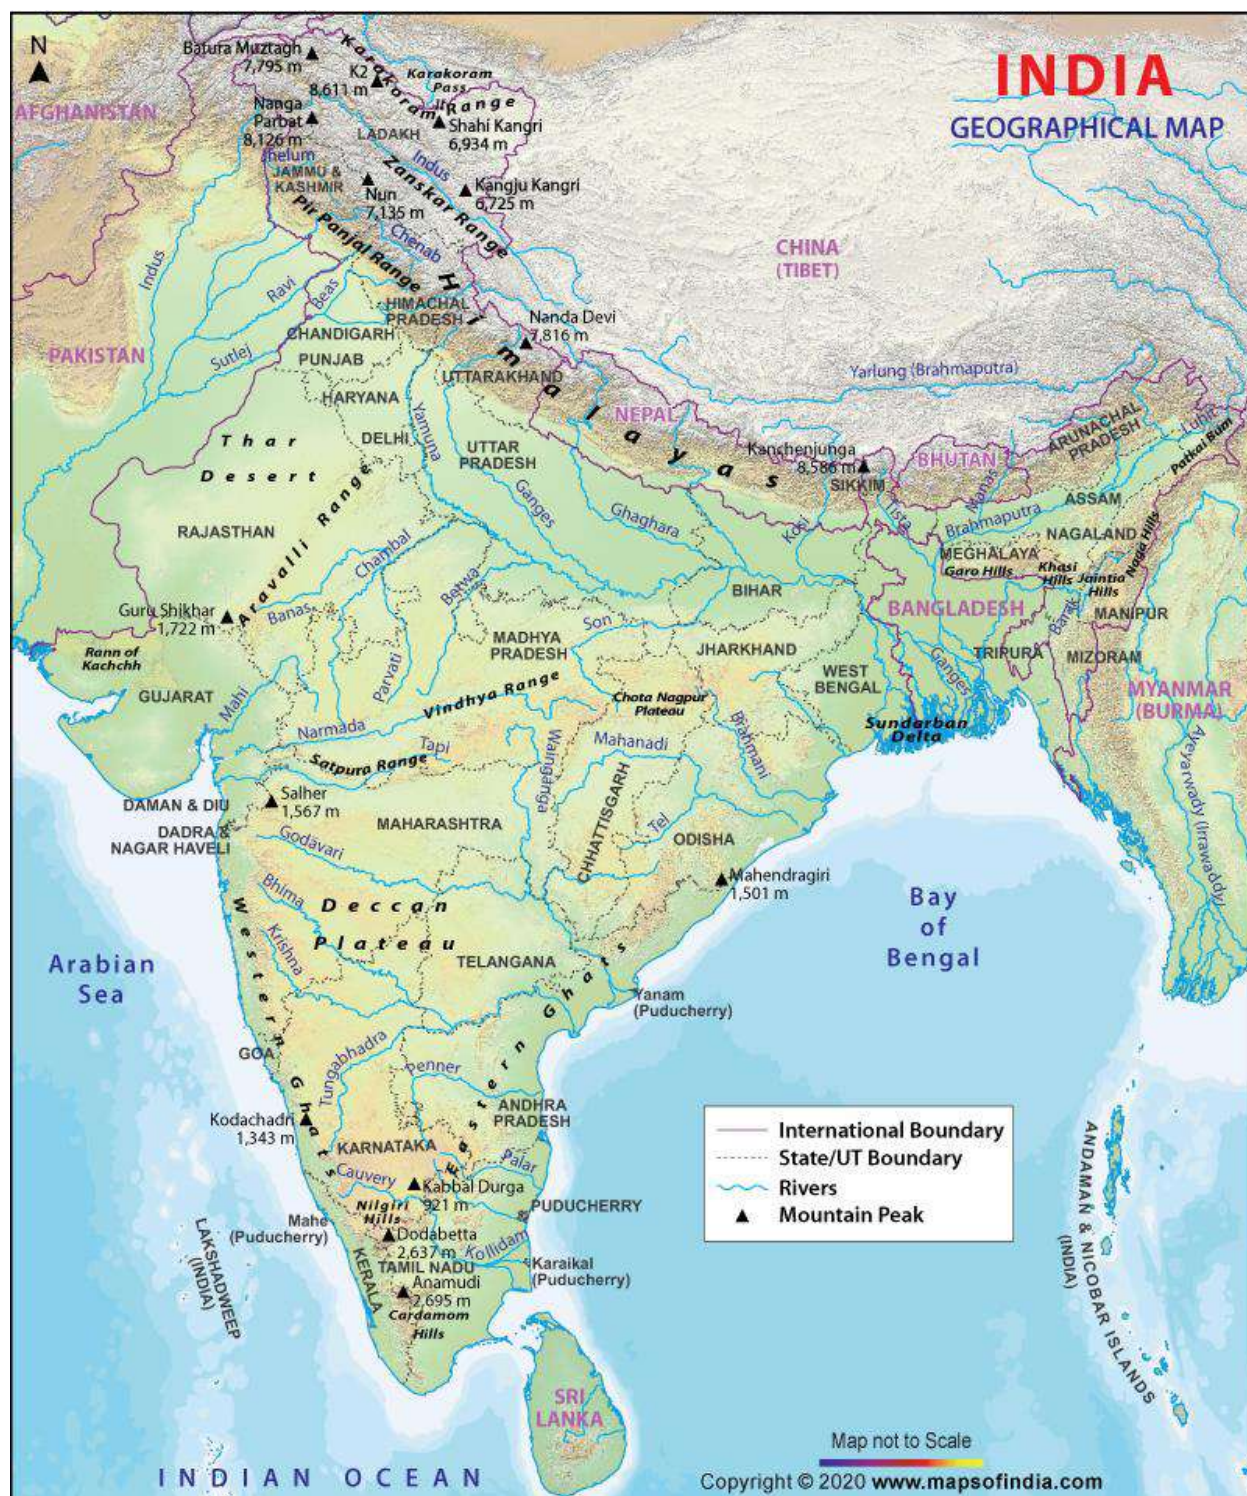 N
INDIA
GEOGRAPHICAL MAP
Batura Muztagh
7,795 m
K2
8,611 m
Karakoram
Pass
Karakoram Range
Nanga
Parbat
8,126 m
Shahi Kangri
6,934 m
AFGHANISTAN
LADAKH
Jhelum
JAMMU &
KASHMIR
Indus
Zanskar Range
Nun
7,135 m
Kangju Kangri
6,725 m
Pir Panjal Range
Chenab
CHINA
(TIBET)
Indus
Ravi
Beas
Himalayas
HIMACHAL
PRADESH
Nanda Devi
7,816 m
CHANDIGARH
PAKISTAN
Sutlej
PUNJAB
UTTARAKHAND
Yarlung (Brahmaputra)
HARYANA
NEPAL
Yamuna
Thar
Desert
DELHI
UTTAR
PRADESH
Kanchenjunga
8,586 m
SIKKIM
BHUTAN
ARUNACHAL
PRADESH
Luhit
Patkai Bum
Ganges
Ghaghara
Kosi
Tista
Manas
ASSAM
Brahmaputra
RAJASTHAN
Aravalli Range
Chambal
NAGALAND
Naga Hills
MEGHALAYA
Garo Hills
Khasi
Hills
Jaintia
Hills
Betwa
BIHAR
BANGLADESH
Guru Shikhar
1,722 m
Banas
Son
Barak
MANIPUR
Rann of
Kachchh
MADHYA
PRADESH
JHARKHAND
TRIPURA
MIZORAM
GUJARAT
Mahi
Parvati
WEST
BENGAL
Ganges
MYANMAR
(BURMA)
Vindhya Range
Chota Nagpur
Plateau
Narmada
Sundarban
Delta
Satpura Range
Tapi
Wainganga
Mahanadi
Brahmani
Ayeyarwady (Irrawaddy)
DAMAN & DIU
Salher
1,567 m
DADRA &
NAGAR HAVELI
MAHARASHTRA
CHHATTISGARH
Tel
ODISHA
Godavari
Mahendragiri
1,501 m
Bhima
Deccan
Plateau
Bay
of
Bengal
Krishna
Arabian
Sea
Western Ghats
TELANGANA
Eastern Ghats
Yanam
(Puducherry)
GOA
Tungabhadra
Penner
Kodachadri
1,343 m
ANDHRA
PRADESH
KARNATAKA
Palar
Cauvery
Kabbal Durga
921 m
Nilgiri
Hills
PUDUCHERRY
Mahe
(Puducherry)
Dodabetta
2,637 m
Kollidam
TAMIL NADU
Karaikal
(Puducherry)
KERALA
Anamudi
2,695 m
Cardamom
Hills
LAKSHADWEEP
(INDIA)
SRI
LANKA
ANDAMAN & NICOBAR ISLANDS
(INDIA)
International Boundary
State/UT Boundary
Rivers
Mountain Peak
INDIAN OCEAN
Map not to Scale
Copyright © 2020 www.mapsofindia.com